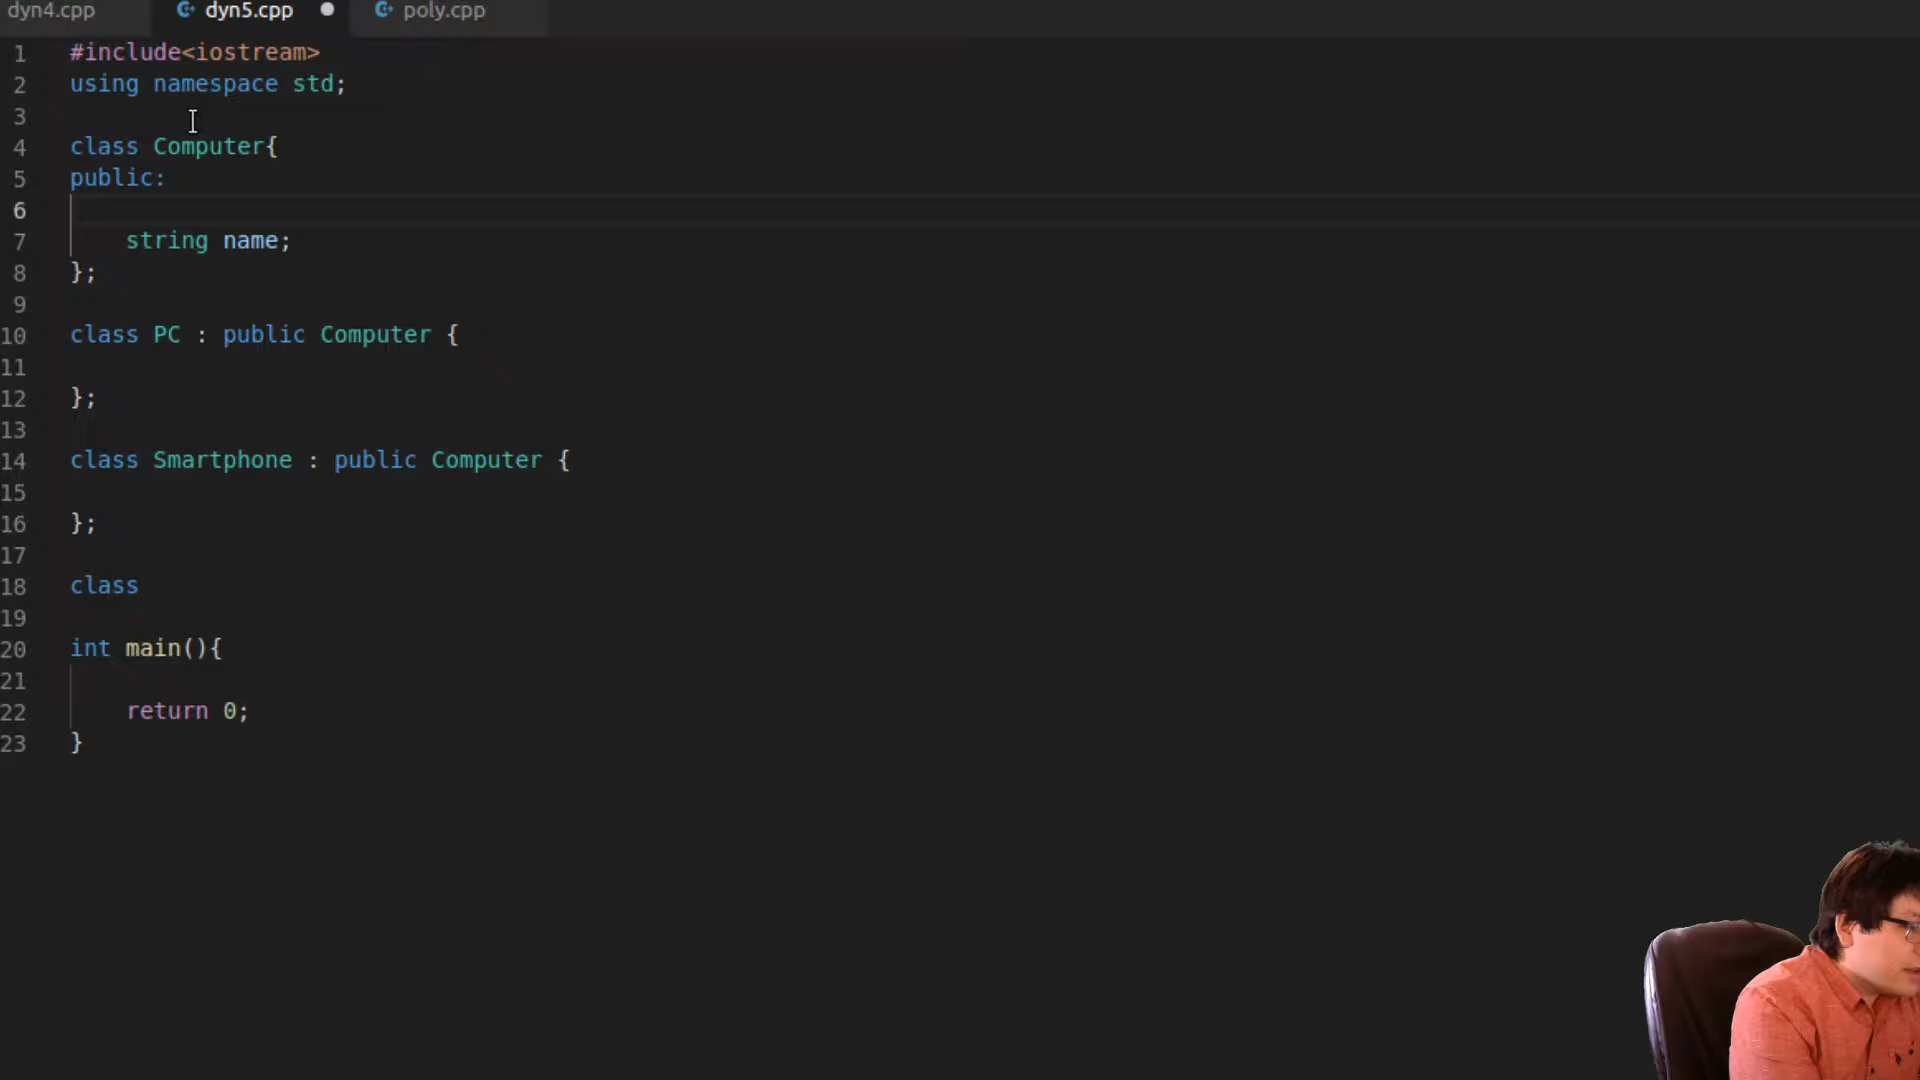 dyn4.cpp dyn5.cpp poly.cpp
1 #include<iostream>
2 using namespace std;
3
4 class Computer{
5 public:
6
7 string name;
8 };
9
10 class PC : public Computer {
11
12 };
13
14 class Smartphone : public Computer {
15
16 };
17
18 class
19
20 int main(){
21
22 return 0;
23 }